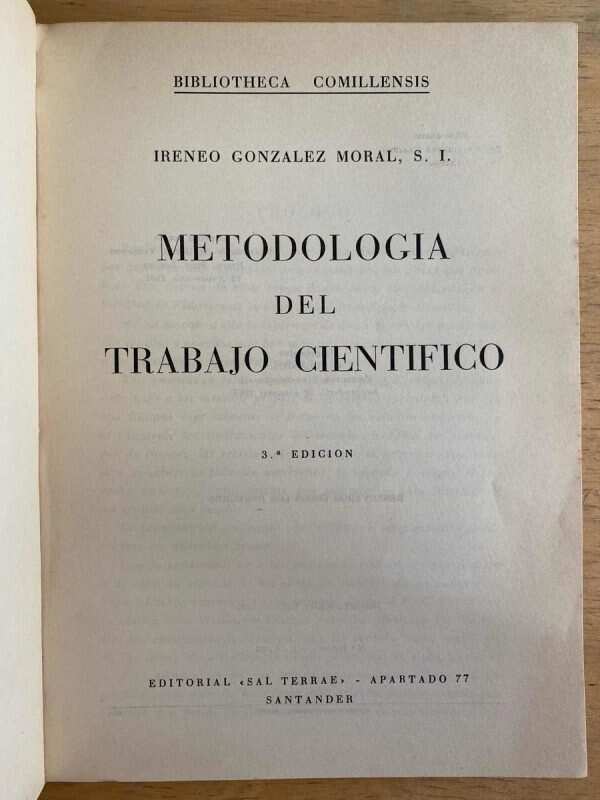 BIBLIOTHECA COMILLENSIS
IRENEO GONZALEZ MORAL, S. I.
METODOLOGIA
DEL
TRABAJO CIENTIFICO
3.ª EDICION
EDITORIAL «SAL TERRAE» - APARTADO 77
SANTANDER